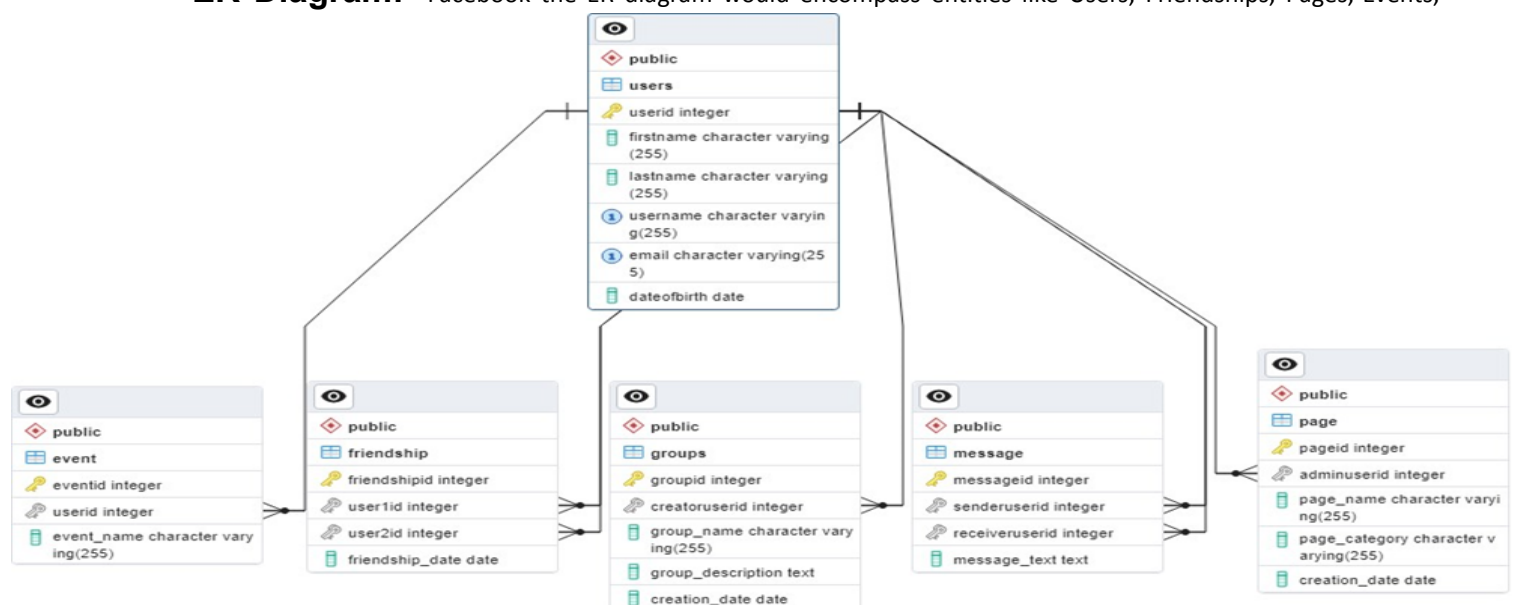 ER Diagram: Facebook the ER diagram would encompass entities like Users, Friendships, Pages, Events,
public
users
userid integer
firstname character varying
(255)
lastname character varying
(255)
1 username character varyin
g(255)
1 email character varying(25
5)
dateofbirth date
public
event
eventid integer
userid integer
event_name character vary
ing(255)
public
friendship
friendshipid integer
user1id integer
user2id integer
friendship_date date
public
groups
groupid integer
creatoruserid integer
group_name character vary
ing(255)
group_description text
creation_date date
public
message
messageid integer
senderuserid integer
receiveruserid integer
message_text text
public
page
pageid integer
adminuserid integer
page_name character varyi
ng(255)
page_category character v
arying(255)
creation_date date